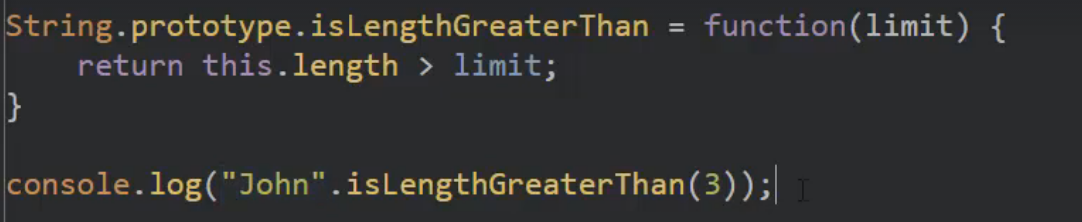 String.prototype.isLengthGreaterThan = function(limit) {
    return this.length > limit;
}
console.log("John".isLengthGreaterThan(3));